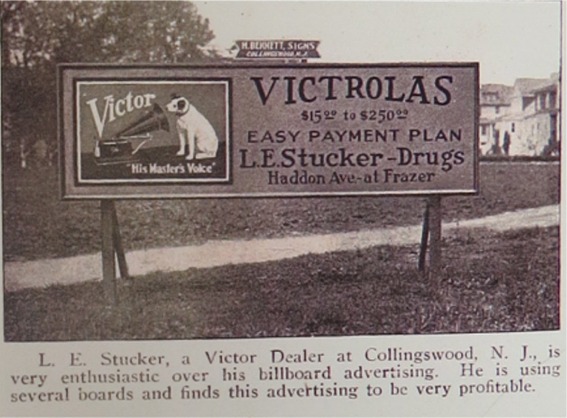 M. BENNETT, SIGNS
COLLINGSWOOD, N.J.
Victor
"His Master's Voice"
VICTROLAS
$15.00 to $250.00
EASY PAYMENT PLAN
L.E. Stucker-Drugs
Haddon Ave.-at Frazer
L. E. Stucker, a Victor Dealer at Collingswood, N. J., is
very enthusiastic over his billboard advertising. He is using
several boards and finds this advertising to be very profitable.